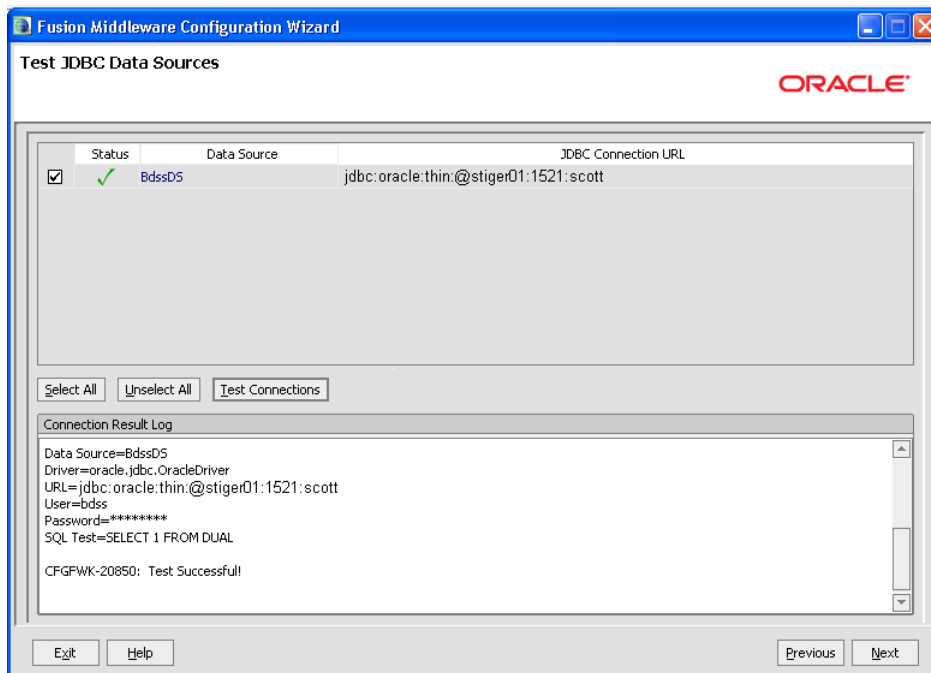 Fusion Middleware Configuration Wizard
Test JDBC Data Sources
ORACLE
Status Data Source JDBC Connection URL
BdssDS jdbc:oracle:thin:@stiger01:1521:scott
Select All Unselect All Test Connections
Connection Result Log
Data Source=BdssDS
Driver=oracle.jdbc.OracleDriver
URL=jdbc:oracle:thin:@stiger01:1521:scott
User=bdss
Password=********
SQL Test=SELECT 1 FROM DUAL
CFGFWK-20850: Test Successful!
Exit Help Previous Next